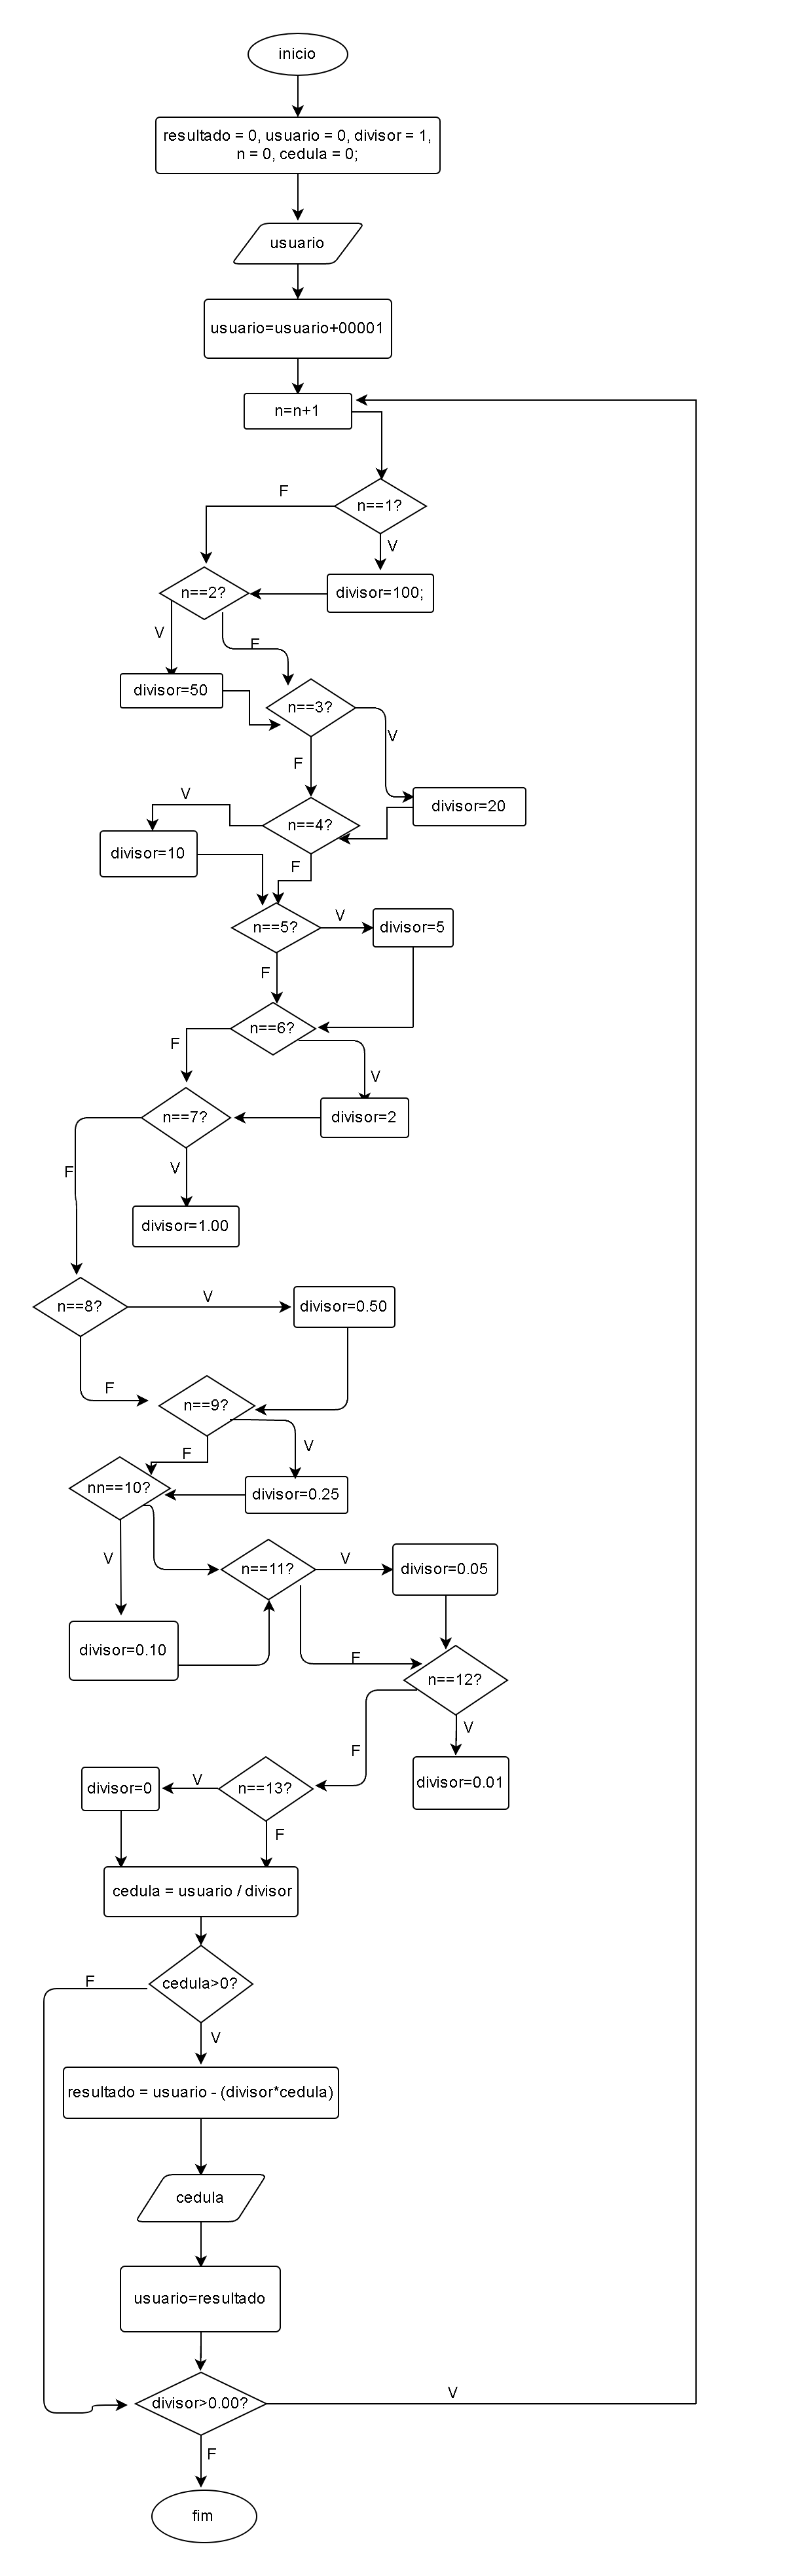 inicio
resultado = 0, usuario = 0, divisor = 1,
n = 0, cedula = 0;
usuario
usuario=usuario+00001
n=n+1
F
n==1?
V
n==2?
divisor=100;
V
F
divisor=50
n==3?
V
F
V
divisor=20
n==4?
divisor=10
F
V
n==5?
divisor=5
F
n==6?
F
V
n==7?
divisor=2
V
F
divisor=1.00
V
n==8?
divisor=0.50
F
n==9?
V
F
nn==10?
divisor=0.25
V
V
n==11?
divisor=0.05
divisor=0.10
F
n==12?
V
F
V
divisor=0
n==13?
divisor=0.01
F
cedula = usuario / divisor
F
cedula>0?
V
resultado = usuario - (divisor*cedula)
cedula
usuario=resultado
V
divisor>0.00?
F
fim